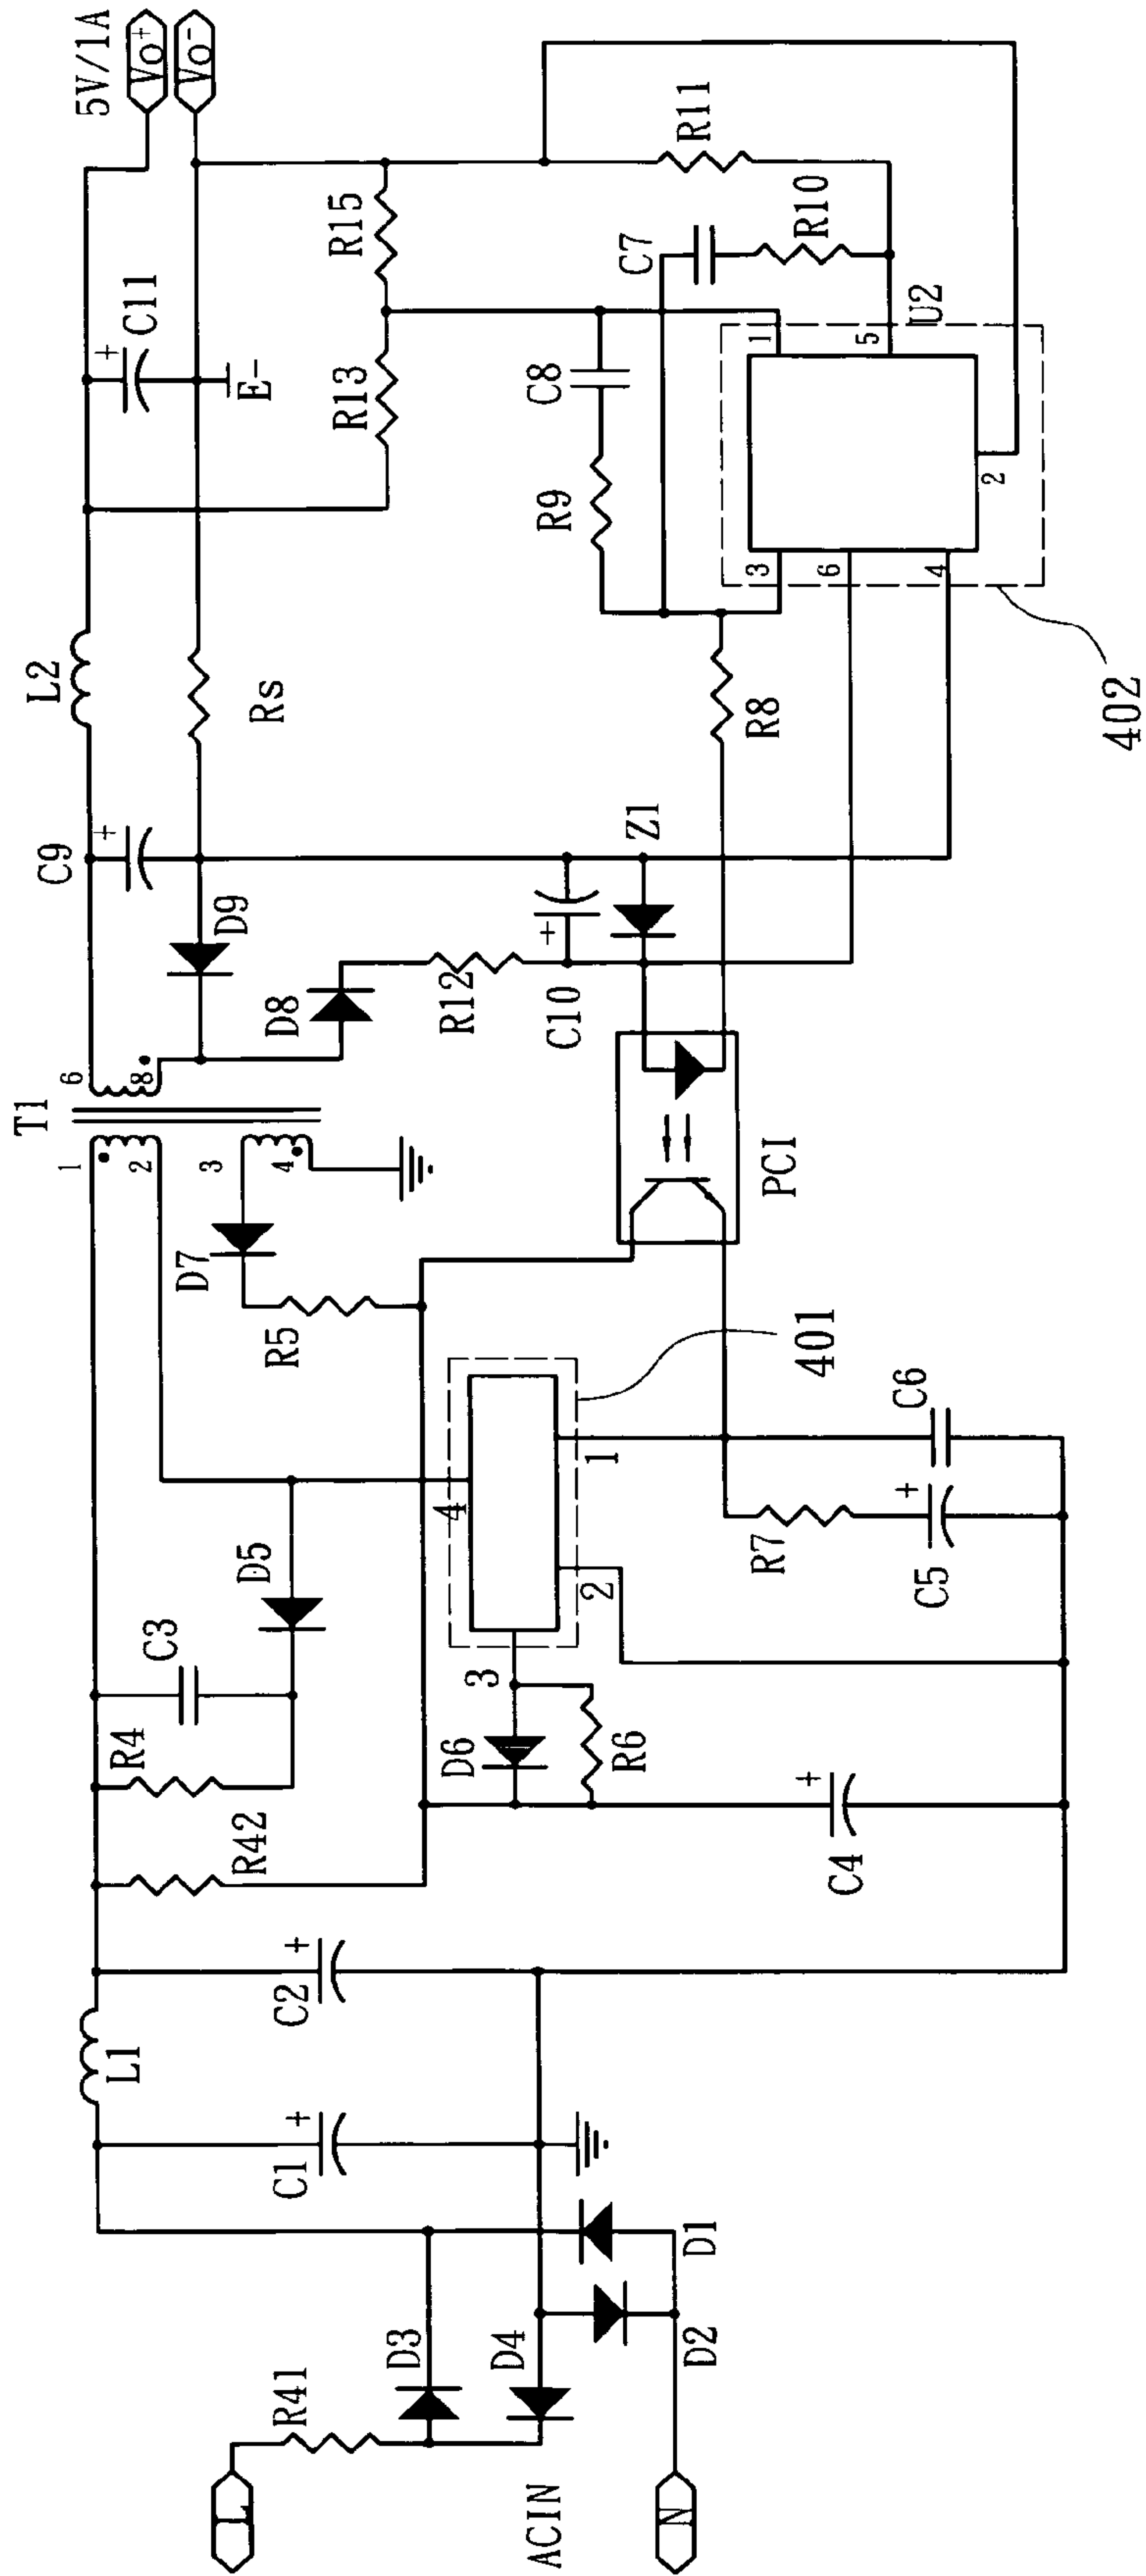 5V/1A
Vo+
Vo-
C11
E-
R15
R13
R11
R10
C7
C8
R9
U2
1
5
3
6
4
2
402
L2
Rs
R8
C9
D9
D8
R12
C10
Z1
T1
6
8
1
2
3
4
PCI
D7
R5
401
4
1
2
3
C6
R7
C5
D5
C3
R4
R42
D6
R6
C4
C2
L1
C1
D1
D2
D3
D4
R41
L
ACIN
N